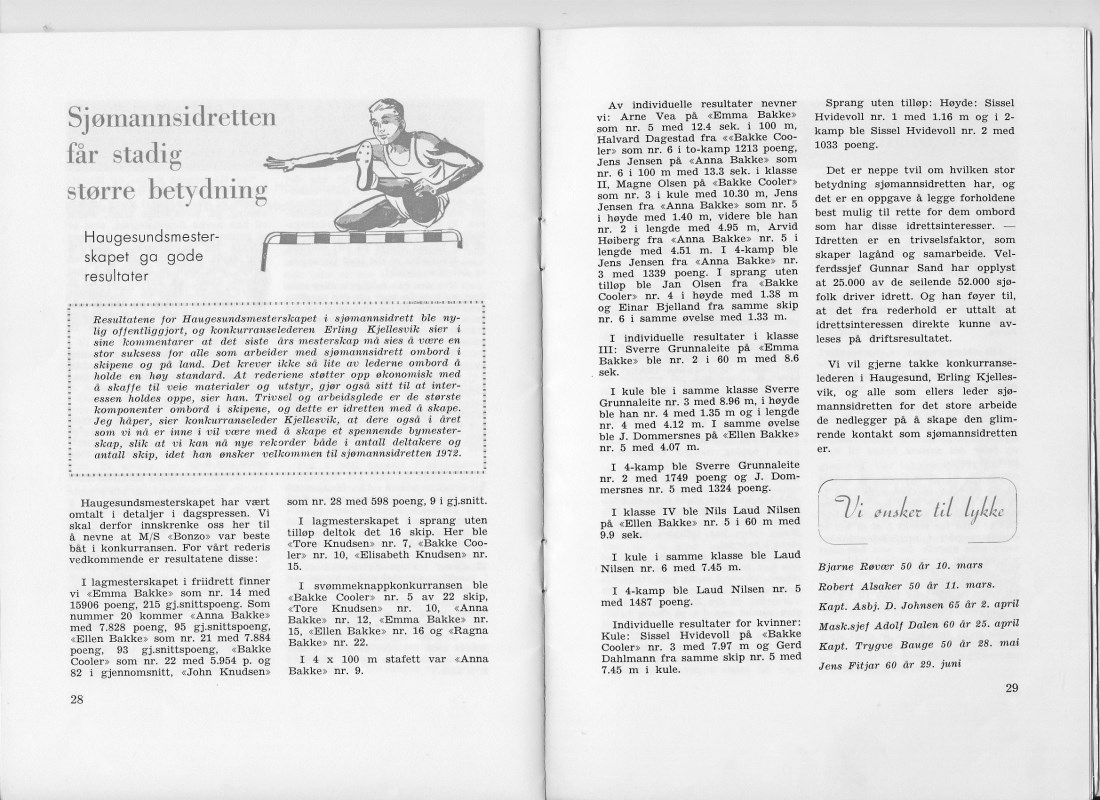 Sjømannsidretten
får stadig
større betydning
Haugesundsmester-
skapet ga gode
resultater
Resultatene for Haugesundsmesterskapet i sjømannsidrett ble ny-
lig offentliggjort, og konkurranselederen Erling Kjellesvik sier i
sine kommentarer at det siste års mesterskap må sies å være en
stor suksess for alle som arbeider med sjømannsidrett ombord i
skipene og på land. Det krever ikke så lite av lederne ombord å
holde en høy standard. At rederiene støtter opp økonomisk med
å skaffe til veie materialer og utstyr, gjør også sitt til at inter-
essen holdes oppe, sier han. Trivsel og arbeidsglede er de største
komponenter ombord i skipene, og dette er idretten med å skape.
Jeg håper, sier konkurranseleder Kjellesvik, at dere også i året
som vi nå er inne i vil være med å skape et spennende bymester-
skap, slik at vi kan nå nye rekorder både i antall deltakere og
antall skip, idet han ønsker velkommen til sjømannsidretten 1972.
Haugesundsmesterskapet har vært
omtalt i detaljer i dagspressen. Vi
skal derfor innskrenke oss her til
å nevne at M/S «Bonzo» var beste
båt i konkurransen. For vårt rederis
vedkommende er resultatene disse:
I lagmesterskapet i friidrett finner
vi «Emma Bakke» som nr. 14 med
15906 poeng, 215 gj.snittspoeng. Som
nummer 20 kommer «Anna Bakke»
med 7.828 poeng, 95 gj.snittspoeng,
«Ellen Bakke» som nr. 21 med 7.884
poeng, 93 gj.snittspoeng, «Bakke
Cooler» som nr. 22 med 5.954 p. og
82 i gjennomsnitt, «John Knudsen»
som nr. 28 med 598 poeng, 9 i gj.snitt.
I lagmesterskapet i sprang uten
tilløp deltok det 16 skip. Her ble
«Tore Knudsen» nr. 7, «Bakke Coo-
ler» nr. 10, «Elisabeth Knudsen» nr.
15.
I svømmeknappkonkurransen ble
«Bakke Cooler» nr. 5 av 22 skip,
«Tore Knudsen» nr. 10, «Anna
Bakke» nr. 12, «Emma Bakke» nr.
15, «Ellen Bakke» nr. 16 og «Ragna
Bakke» nr. 22.
I 4 x 100 m stafett var «Anna
Bakke» nr. 9.
28
Av individuelle resultater nevner
vi: Arne Vea på «Emma Bakke»
som nr. 5 med 12.4 sek. i 100 m,
Halvard Dagestad fra ««Bakke Coo-
ler» som nr. 6 i to-kamp 1213 poeng,
Jens Jensen på «Anna Bakke» som
nr. 6 i 100 m med 13.3 sek. i klasse
II, Magne Olsen på «Bakke Cooler»
som nr. 3 i kule med 10.30 m, Jens
Jensen fra «Anna Bakke» som nr. 5
i høyde med 1.40 m, videre ble han
nr. 2 i lengde med 4.95 m, Arvid
Høiberg fra «Anna Bakke» nr. 5 i
lengde med 4.51 m. I 4-kamp ble
Jens Jensen fra «Anna Bakke» nr.
3 med 1339 poeng. I sprang uten
tilløp ble Jan Olsen fra «Bakke
Cooler» nr. 4 i høyde med 1.38 m
og Einar Bjelland fra samme skip
nr. 6 i samme øvelse med 1.33 m.
I individuelle resultater i klasse
III: Sverre Grunnaleite på «Emma
Bakke» ble nr. 2 i 60 m med 8.6
sek.
I kule ble i samme klasse Sverre
Grunnaleite nr. 3 med 8.96 m, i høyde
ble han nr. 4 med 1.35 m og i lengde
nr. 4 med 4.12 m. I samme øvelse
ble J. Dommersnes på «Ellen Bakke»
nr. 5 med 4.07 m.
I 4-kamp ble Sverre Grunnaleite
nr. 2 med 1749 poeng og J. Dom-
mersnes nr. 5 med 1324 poeng.
I klasse IV ble Nils Laud Nilsen
på «Ellen Bakke» nr. 5 i 60 m med
9.9 sek.
I kule i samme klasse ble Laud
Nilsen nr. 6 med 7.45 m.
I 4-kamp ble Laud Nilsen nr. 5
med 1487 poeng.
Individuelle resultater for kvinner:
Kule: Sissel Hvidevoll på «Bakke
Cooler» nr. 3 med 7.97 m og Gerd
Dahlmann fra samme skip nr. 5 med
7.45 m i kule.
Sprang uten tilløp: Høyde: Sissel
Hvidevoll nr. 1 med 1.16 m og i 2-
kamp ble Sissel Hvidevoll nr. 2 med
1033 poeng.
Det er neppe tvil om hvilken stor
betydning sjømannsidretten har, og
det er en oppgave å legge forholdene
best mulig til rette for dem ombord
som har disse idrettsinteresser. —
Idretten er en trivselsfaktor, som
skaper lagånd og samarbeide. Vel-
ferdssjef Gunnar Sand har opplyst
at 25.000 av de seilende 52.000 sjø-
folk driver idrett. Og han føyer til,
at det fra rederhold er uttalt at
idrettsinteressen direkte kunne av-
leses på driftsresultatet.
Vi vil gjerne takke konkurranse-
lederen i Haugesund, Erling Kjelles-
vik, og alle som ellers leder sjø-
mannsidretten for det store arbeide
de nedlegger på å skape den glim-
rende kontakt som sjømannsidretten
er.
Vi ønsker til lykke
Bjarne Røvær 50 år 10. mars
Robert Alsaker 50 år 11. mars.
Kapt. Asbj. D. Johnsen 65 år 2. april
Mask.sjef Adolf Dalen 60 år 25. april
Kapt. Trygve Bauge 50 år 28. mai
Jens Fitjar 60 år 29. juni
29